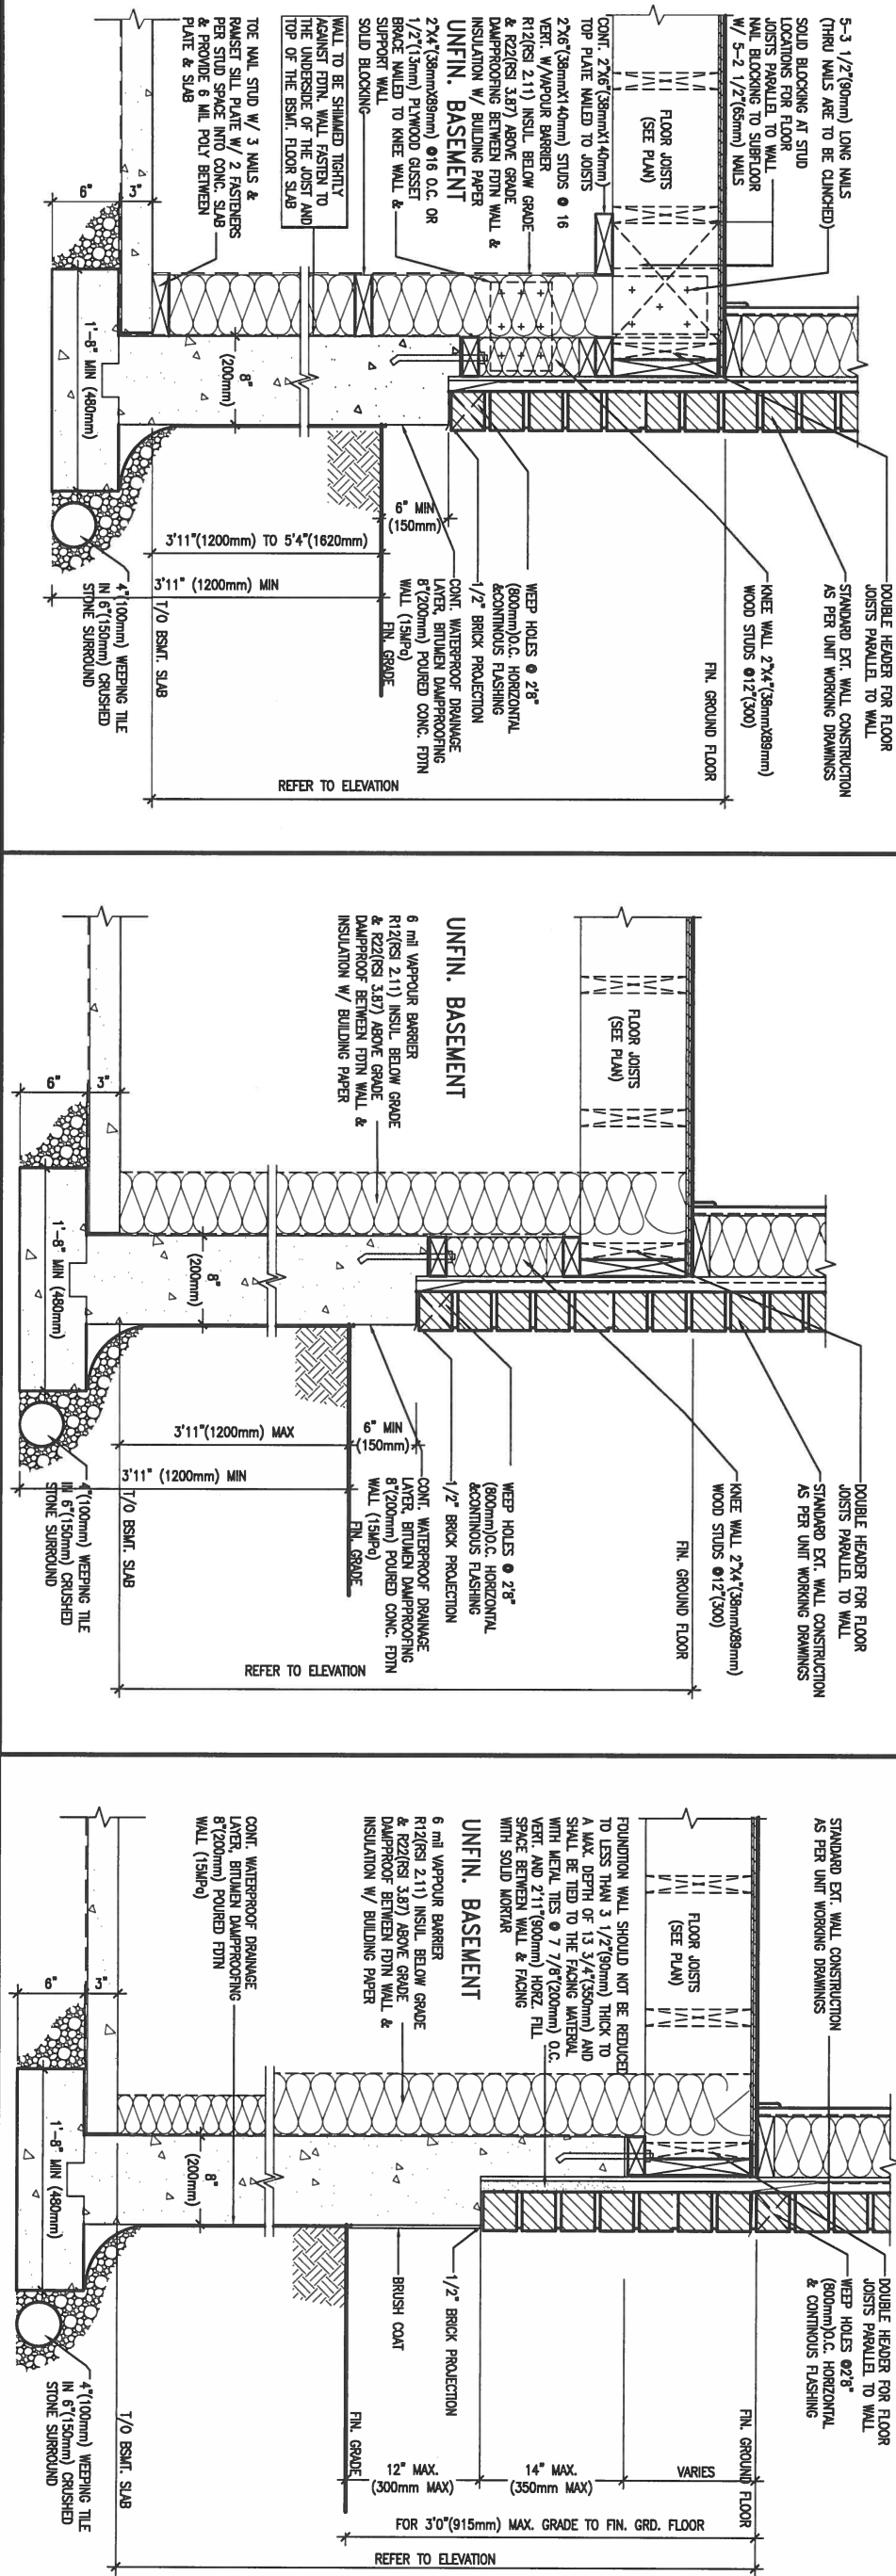 5-3 1/2"(90mm) LONG NAILS
(THRU NAILS ARE TO BE CLINCHED)
SOLID BLOCKING AT STUD
LOCATIONS FOR FLOOR
JOISTS PARALLEL TO WALL
NAIL BLOCKING TO SUBFLOOR
W/ 5-2 1/2"(65mm) NAILS
FLOOR JOISTS
(SEE PLAN)
CONT. 2"X6"(38mmX140mm)
TOP PLATE NAILED TO JOISTS
2"X6"(38mmX140mm) STUDS @ 16
VERT. W/VAPOUR BARRIER
R12(RSI 2.11) INSUL BELOW GRADE
& R22(RSI 3.87) ABOVE GRADE
DAMPPROOFING BETWEEN FDTN WALL &
INSULATION W/ BUILDING PAPER
UNFIN. BASEMENT
2"X4"(38mmX89mm) @16 O.C. OR
1/2"(13mm) PLYWOOD GUSSET
BRACE NAILED TO KNEE WALL &
SUPPORT WALL
SOLID BLOCKING
WALL TO BE SHIMMED TIGHTLY
AGAINST FDTN. WALL FASTEN TO
THE UNDERSIDE OF THE JOIST AND
TOP OF THE BSMT. FLOOR SLAB
TOE NAIL STUD W/ 3 NAILS &
RAMSET SILL PLATE W/ 2 FASTENERS
PER STUD SPACE INTO CONC. SLAB
& PROVIDE 6 MIL POLY BETWEEN
PLATE & SLAB
3"
6"
1'-8" MIN (480mm)
8"
(200mm)
DOUBLE HEADER FOR FLOOR
JOISTS PARALLEL TO WALL
STANDARD EXT. WALL CONSTRUCTION
AS PER UNIT WORKING DRAWINGS
KNEE WALL 2"X4"(38mmX89mm)
WOOD STUDS @12"(300)
FIN. GROUND FLOOR
WEEP HOLES @ 2'8"
(800mm)O.C. HORIZONTAL
&CONTINOUS FLASHING
1/2" BRICK PROJECTION
CONT. WATERPROOF DRAINAGE
LAYER, BITUMEN DAMPPROOFING
8"(200mm) POURED CONC. FDTN
WALL (15MPa)
FIN. GRADE
6" MIN
(150mm)
3'11"(1200mm) TO 5'4"(1620mm)
3'11" (1200mm) MIN
T/O BSMT. SLAB
4"(100mm) WEEPING TILE
IN 6"(150mm) CRUSHED
STONE SURROUND
REFER TO ELEVATION
FLOOR JOISTS
(SEE PLAN)
UNFIN. BASEMENT
6 mil VAPPOUR BARRIER
R12(RSI 2.11) INSUL BELOW GRADE
& R22(RSI 3.87) ABOVE GRADE
DAMPPROOF BETWEEN FDTN WALL &
INSULATION W/ BUILDING PAPER
3"
6"
1'-8" MIN (480mm)
8"
(200mm)
DOUBLE HEADER FOR FLOOR
JOISTS PARALLEL TO WALL
STANDARD EXT. WALL CONSTRUCTION
AS PER UNIT WORKING DRAWINGS
KNEE WALL 2"X4"(38mmX89mm)
WOOD STUDS @12"(300)
FIN. GROUND FLOOR
WEEP HOLES @ 2'8"
(800mm)O.C. HORIZONTAL
&CONTINOUS FLASHING
1/2" BRICK PROJECTION
CONT. WATERPROOF DRAINAGE
LAYER, BITUMEN DAMPPROOFING
8"(200mm) POURED CONC. FDTN
WALL (15MPa)
FIN. GRADE
6" MIN
(150mm)
3'11"(1200mm) MAX
3'11" (1200mm) MIN
T/O BSMT. SLAB
4"(100mm) WEEPING TILE
IN 6"(150mm) CRUSHED
STONE SURROUND
REFER TO ELEVATION
STANDARD EXT. WALL CONSTRUCTION
AS PER UNIT WORKING DRAWINGS
FLOOR JOISTS
(SEE PLAN)
FOUNDTION WALL SHOULD NOT BE REDUCED
TO LESS THAN 3 1/2"(90mm) THICK TO
A MAX. DEPTH OF 13 3/4"(350mm) AND
SHALL BE TIED TO THE FACING MATERIAL
WITH METAL TIES @ 7 7/8"(200mm) O.C.
VERT. AND 2'11"(900mm) HORZ. FILL
SPACE BETWEEN WALL & FACING
WITH SOLID MORTAR
UNFIN. BASEMENT
6 mil VAPPOUR BARRIER
R12(RSI 2.11) INSUL BELOW GRADE
& R22(RSI 3.87) ABOVE GRADE
DAMPPROOF BETWEEN FDTN WALL &
INSULATION W/ BUILDING PAPER
CONT. WATERPROOF DRAINAGE
LAYER, BITUMEN DAMPPROOFING
8"(200mm) POURED FDTN
WALL (15MPa)
3"
6"
1'-8" MIN (480mm)
8"
(200mm)
DOUBLE HEADER FOR FLOOR
JOISTS PARALLEL TO WALL
WEEP HOLES @2'8"
(800mm)O.C. HORIZONTAL
& CONTINOUS FLASHING
FIN. GROUND FLOOR
VARIES
14" MAX.
(350mm MAX)
12" MAX.
(300mm MAX)
1/2" BRICK PROJECTION
BRUSH COAT
FIN. GRADE
FOR 3'0"(915mm) MAX. GRADE TO FIN. GRD. FLOOR
REFER TO ELEVATION
T/O BSMT. SLAB
4"(100mm) WEEPING TILE
IN 6"(150mm) CRUSHED
STONE SURROUND